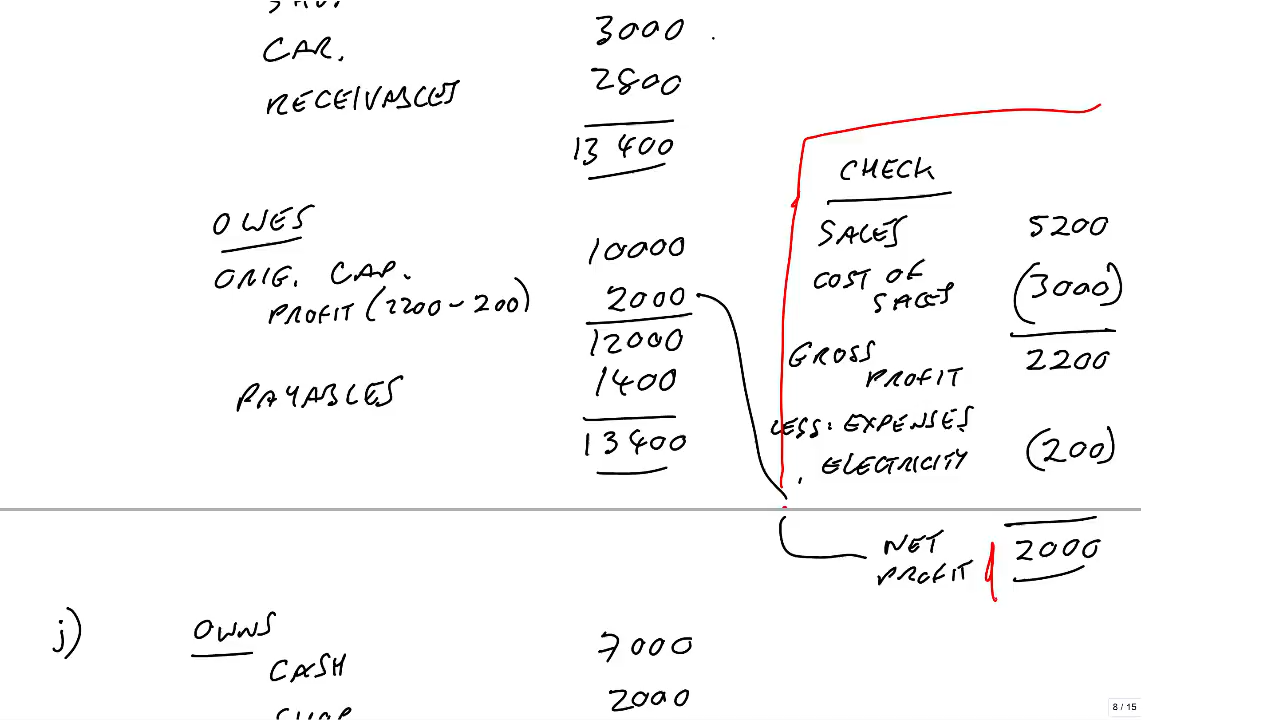 CAR. 3000
RECEIVABLES 2800
13 400
OWES
ORIG. CAP. 10000
PROFIT (2200 - 200) 2000
12000
PAYABLES 1400
13 400
CHECK
SALES 5200
COST OF
SALES (3000)
GROSS
PROFIT 2200
LESS: EXPENSES
ELECTRICITY (200)
NET
PROFIT 2000
j) OWNS
CASH 7000
2000
8 / 15